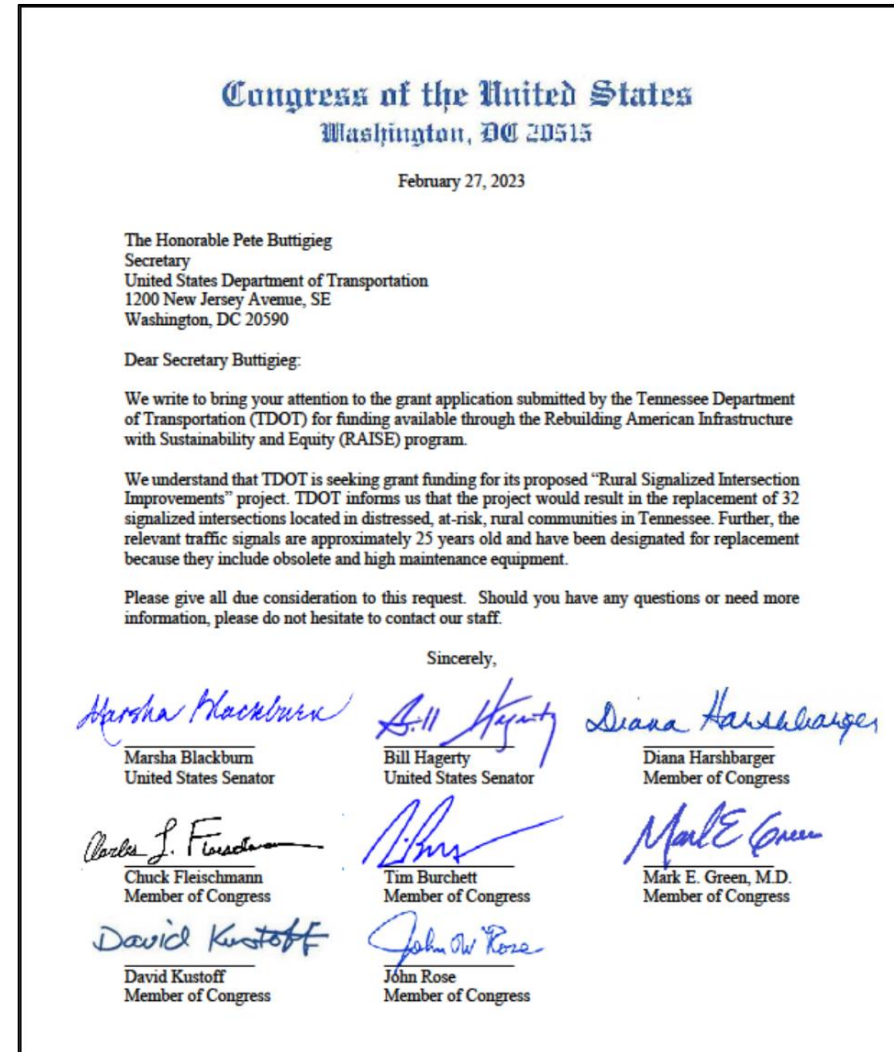 Congress of the United States
Washington, DC 20515
February 27, 2023
The Honorable Pete Buttigieg
Secretary
United States Department of Transportation
1200 New Jersey Avenue, SE
Washington, DC 20590
Dear Secretary Buttigieg:
We write to bring your attention to the grant application submitted by the Tennessee Department
of Transportation (TDOT) for funding available through the Rebuilding American Infrastructure
with Sustainability and Equity (RAISE) program.
We understand that TDOT is seeking grant funding for its proposed “Rural Signalized Intersection
Improvements” project. TDOT informs us that the project would result in the replacement of 32
signalized intersections located in distressed, at-risk, rural communities in Tennessee. Further, the
relevant traffic signals are approximately 25 years old and have been designated for replacement
because they include obsolete and high maintenance equipment.
Please give all due consideration to this request. Should you have any questions or need more
information, please do not hesitate to contact our staff.
Sincerely,
Marsha Blackburn Bill Hagerty Diana Harshbarger
Marsha Blackburn Bill Hagerty Diana Harshbarger
United States Senator United States Senator Member of Congress
Charles J. Mark E Green
Chuck Fleischmann Tim Burchett Mark E. Green, M.D.
Member of Congress Member of Congress Member of Congress
David Kustoff John W Rose
David Kustoff John Rose
Member of Congress Member of Congress